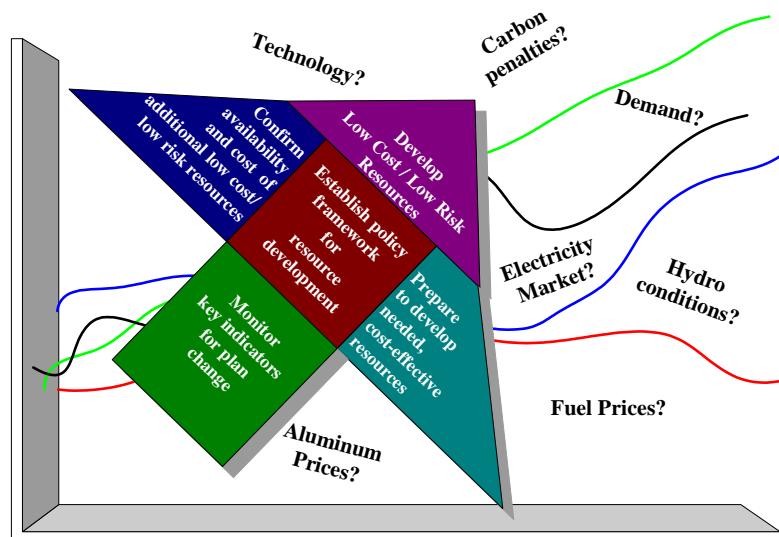 Technology?
Carbon
penalties?
Demand?
Confirm
availability
and cost of
additional low cost/
low risk resources
Develop
Low Cost / Low Risk
Resources
Establish policy
framework
for
resource
development
Electricity
Market?
Hydro
conditions?
Monitor
key indicators
for plan
change
Prepare
to develop
needed,
cost-effective
resources
Fuel Prices?
Aluminum
Prices?